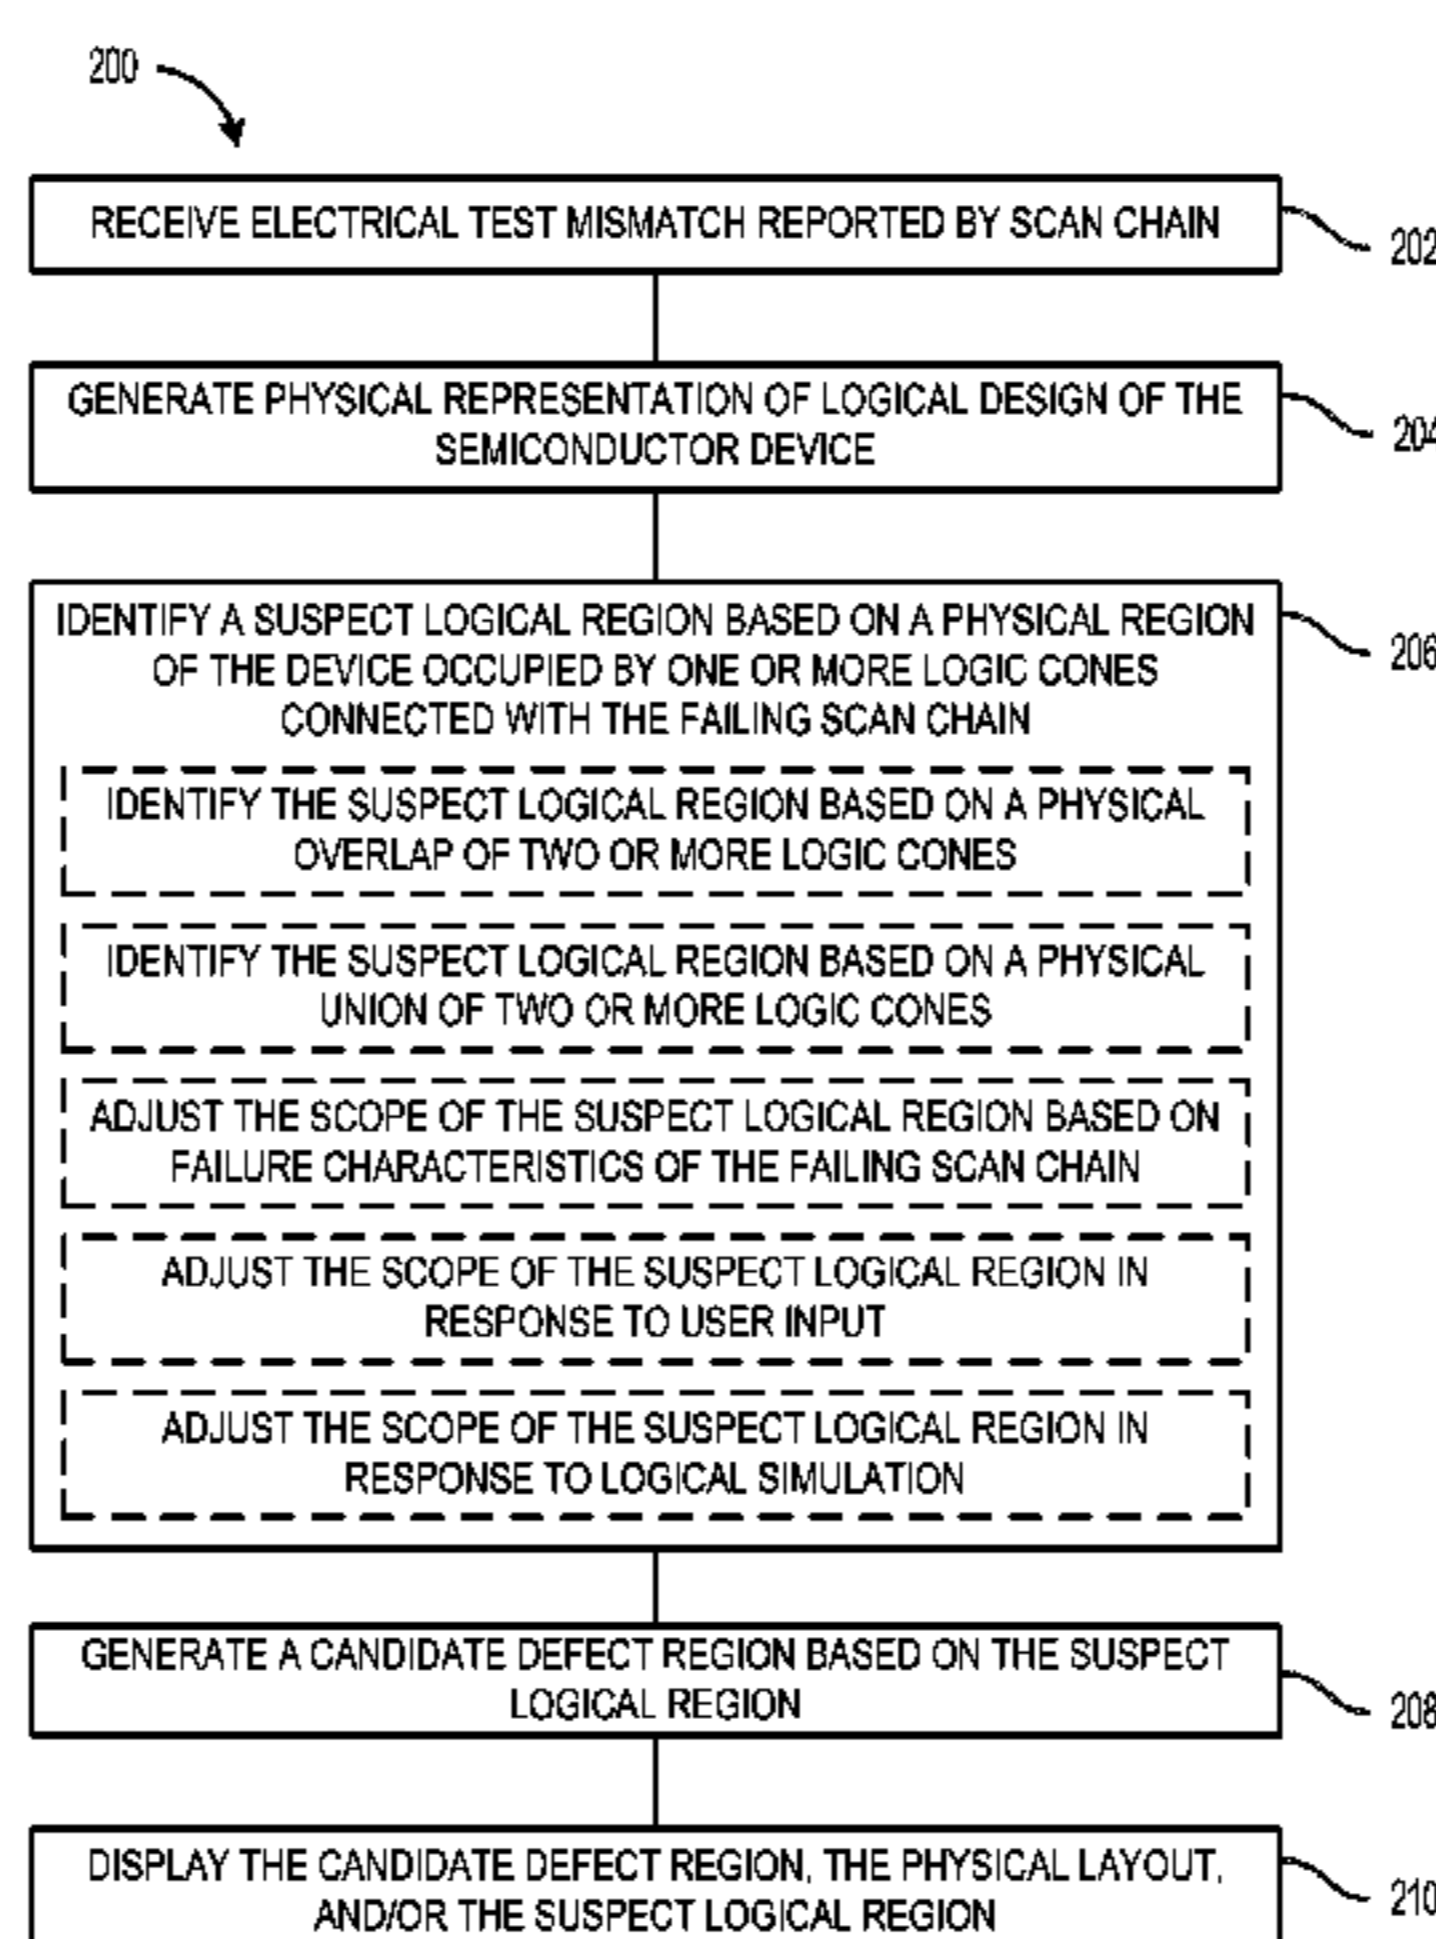 200
RECEIVE ELECTRICAL TEST MISMATCH REPORTED BY SCAN CHAIN
202
GENERATE PHYSICAL REPRESENTATION OF LOGICAL DESIGN OF THE
SEMICONDUCTOR DEVICE
204
IDENTIFY A SUSPECT LOGICAL REGION BASED ON A PHYSICAL REGION
OF THE DEVICE OCCUPIED BY ONE OR MORE LOGIC CONES
CONNECTED WITH THE FAILING SCAN CHAIN
206
IDENTIFY THE SUSPECT LOGICAL REGION BASED ON A PHYSICAL
OVERLAP OF TWO OR MORE LOGIC CONES
IDENTIFY THE SUSPECT LOGICAL REGION BASED ON A PHYSICAL
UNION OF TWO OR MORE LOGIC CONES
ADJUST THE SCOPE OF THE SUSPECT LOGICAL REGION BASED ON
FAILURE CHARACTERISTICS OF THE FAILING SCAN CHAIN
ADJUST THE SCOPE OF THE SUSPECT LOGICAL REGION IN
RESPONSE TO USER INPUT
ADJUST THE SCOPE OF THE SUSPECT LOGICAL REGION IN
RESPONSE TO LOGICAL SIMULATION
GENERATE A CANDIDATE DEFECT REGION BASED ON THE SUSPECT
LOGICAL REGION
208
DISPLAY THE CANDIDATE DEFECT REGION, THE PHYSICAL LAYOUT,
AND/OR THE SUSPECT LOGICAL REGION
210